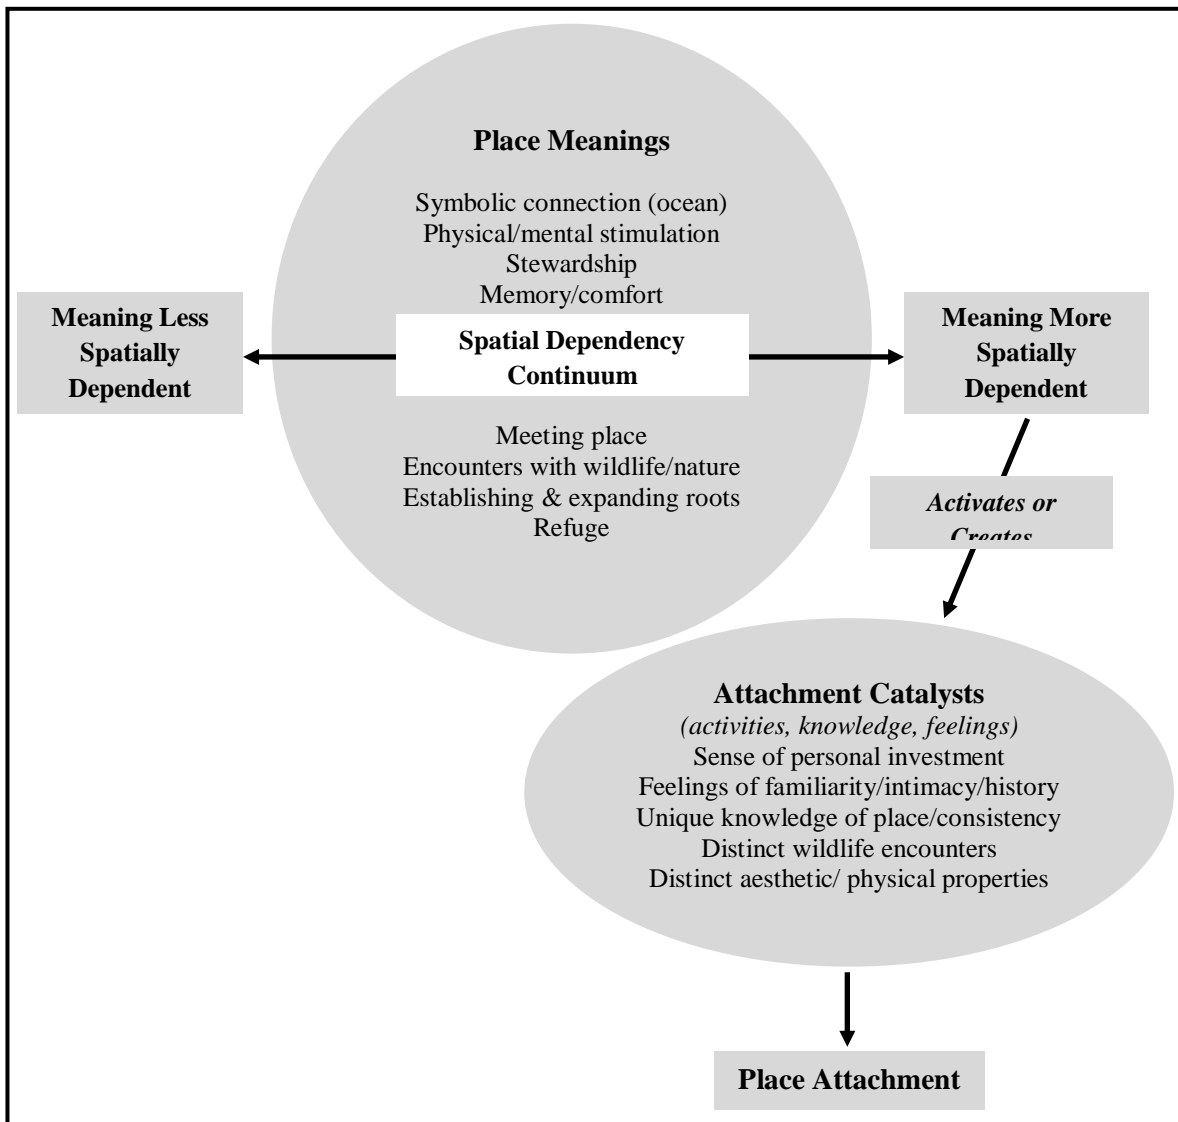 Place Meanings
Symbolic connection (ocean)
Physical/mental stimulation
Stewardship
Memory/comfort
Meaning Less
Spatially
Dependent
Spatial Dependency
Continuum
Meaning More
Spatially
Dependent
Meeting place
Encounters with wildlife/nature
Establishing & expanding roots
Refuge
Activates or
Creates
Attachment Catalysts
(activities, knowledge, feelings)
Sense of personal investment
Feelings of familiarity/intimacy/history
Unique knowledge of place/consistency
Distinct wildlife encounters
Distinct aesthetic/ physical properties
Place Attachment